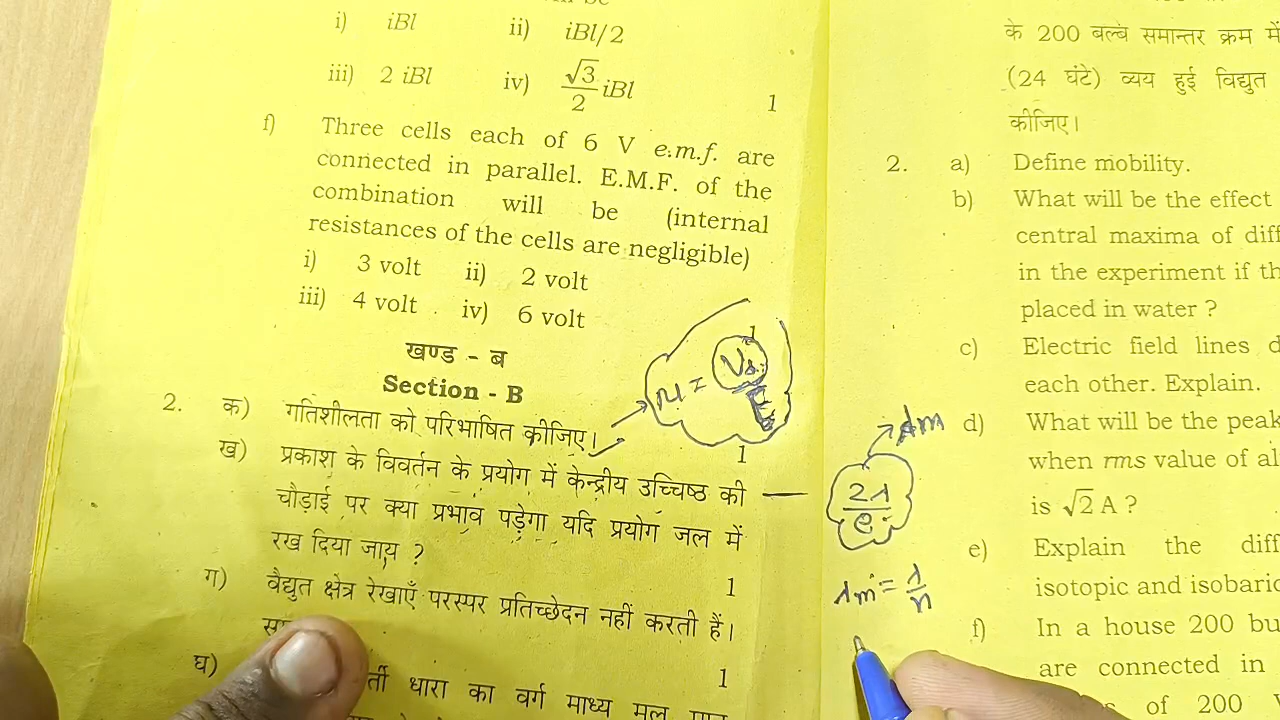 i) iBl ii) iBl/2
iii) 2 iBl iv) √3/2 iBl 1
f) Three cells each of 6 V e.m.f. are
connected in parallel. E.M.F. of the
combination will be (internal
resistances of the cells are negligible)
i) 3 volt ii) 2 volt
iii) 4 volt iv) 6 volt
1
खण्ड - ब
Section - B
2. क) गतिशीलता को परिभाषित कीजिए।
1
ख) प्रकाश के विवर्तन के प्रयोग में केन्द्रीय उच्चिष्ठ की
चौड़ाई पर क्या प्रभाव पड़ेगा यदि प्रयोग जल में
रख दिया जाय ?
1
ग) वैद्युत क्षेत्र रेखाएँ परस्पर प्रतिच्छेदन नहीं करती हैं।
1
घ) धारा का वर्ग माध्य मूल
μ = Vd
λm
2λ/e
λm = λ/n
के 200 बल्ब समान्तर क्रम में
(24 घंटे) व्यय हुई विद्युत
कीजिए।
2. a) Define mobility.
b) What will be the effect
central maxima of diff
in the experiment if th
placed in water ?
c) Electric field lines d
each other. Explain.
d) What will be the peak
when rms value of al
is √2 A ?
e) Explain the diff
isotopic and isobaric
f) In a house 200 bu
are connected in
of 200